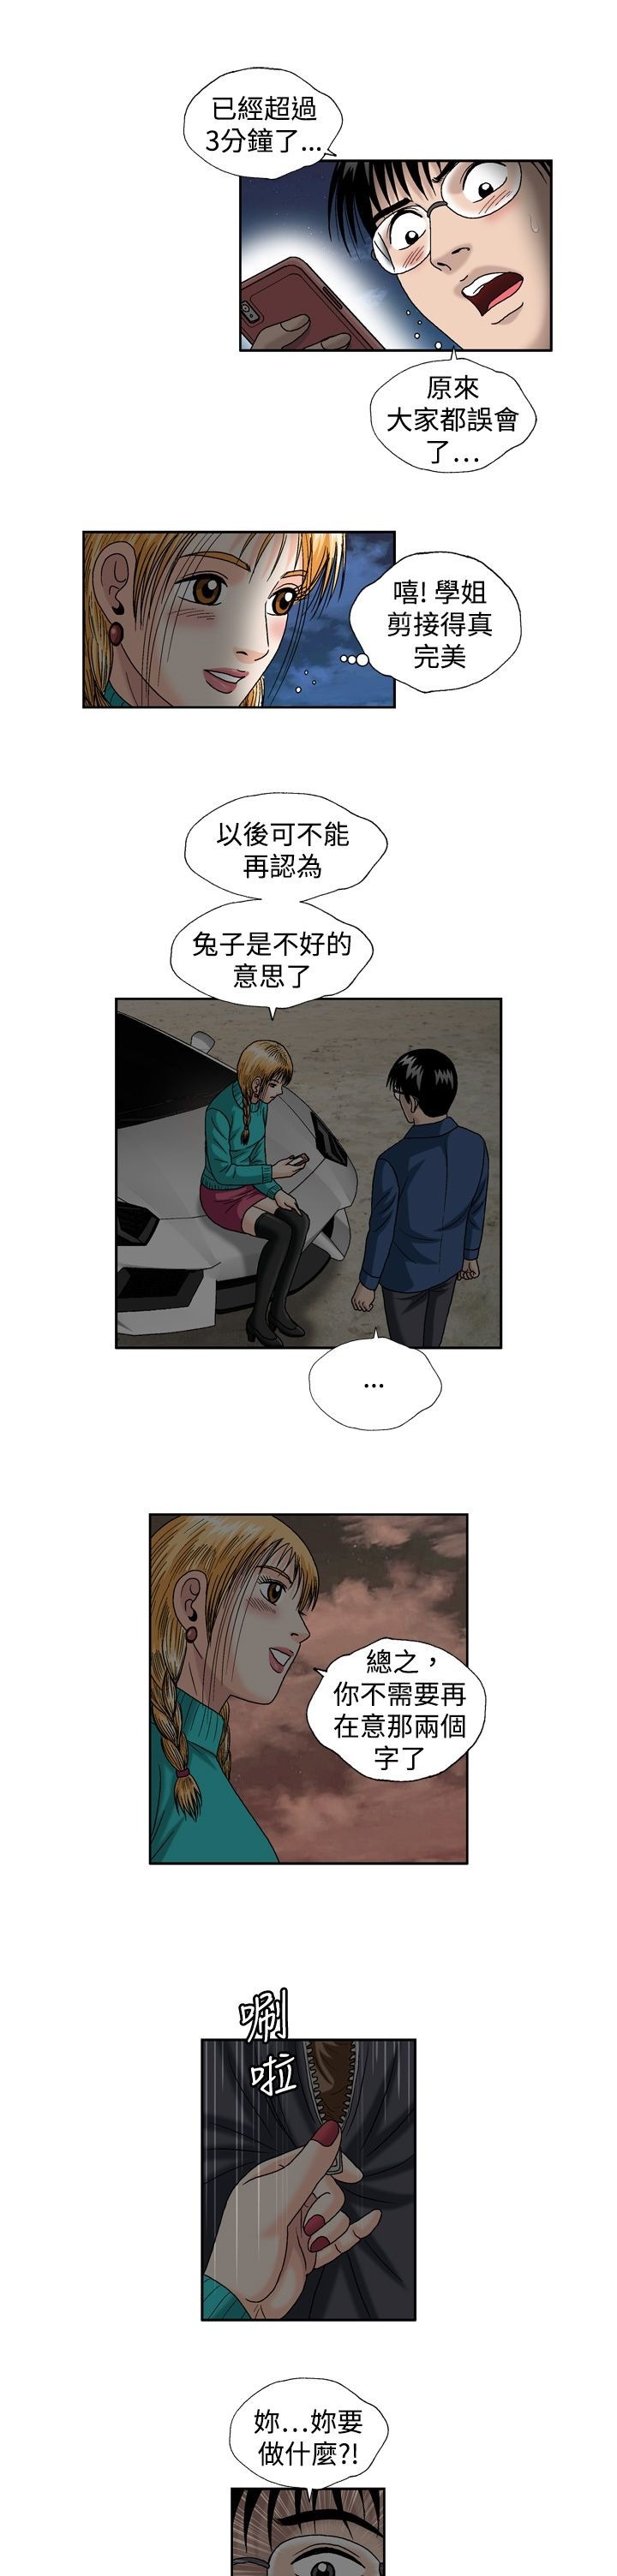 已經超過
3分鐘了...
原來
大家都誤會
了...
嘻! 學姐
剪接得真
完美
以後可不能
再認為
兔子是不好的
意思了
...
總之，
你不需要再
在意那兩個
字了
唰
啦
妳...妳要
做什麼?!